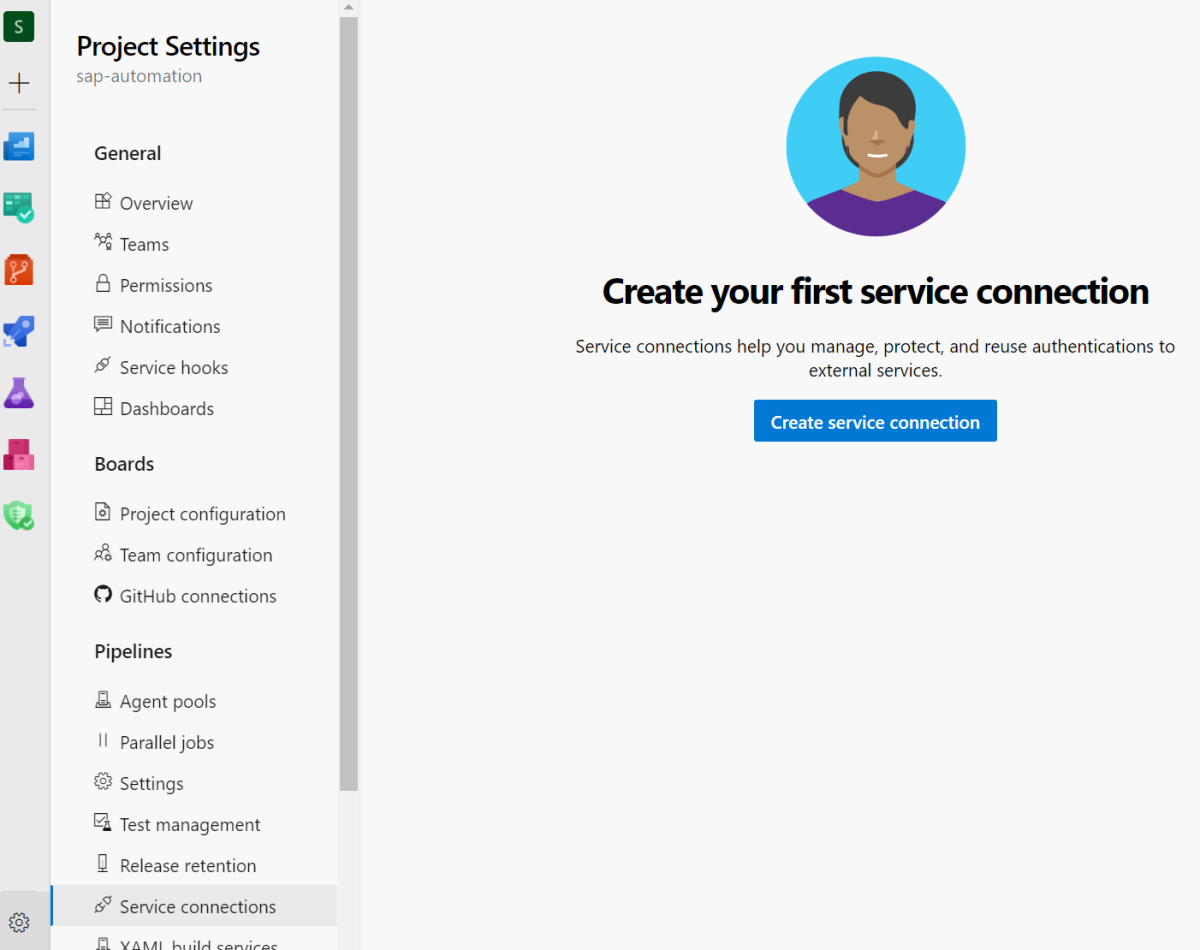 S
Project Settings
sap-automation
General
Overview
Teams
Permissions
Notifications
Service hooks
Dashboards
Boards
Project configuration
Team configuration
GitHub connections
Pipelines
Agent pools
Parallel jobs
Settings
Test management
Release retention
Service connections
XAML build services
Create your first service connection
Service connections help you manage, protect, and reuse authentications to
external services.
Create service connection